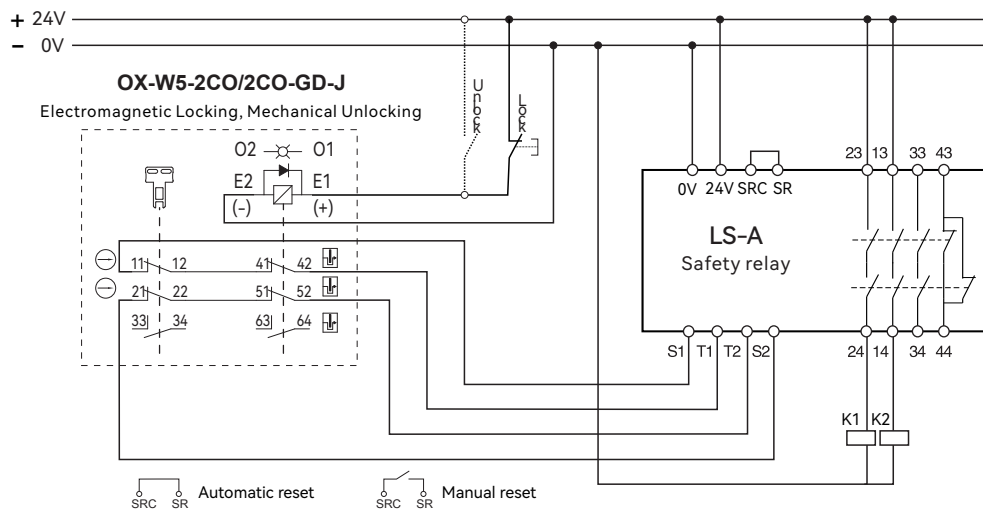 + 24V
- 0V
OX-W5-2CO/2CO-GD-J
Electromagnetic Locking, Mechanical Unlocking
Unlock
Lock
O2 O1
E2 E1
(-) (+)
11 12 41 42
21 22 51 52
33 34 63 64
23 13 33 43
0V 24V SRC SR
LS-A
Safety relay
S1 T1 T2 S2
24 14 34 44
K1 K2
SRC SR Automatic reset
SRC SR Manual reset